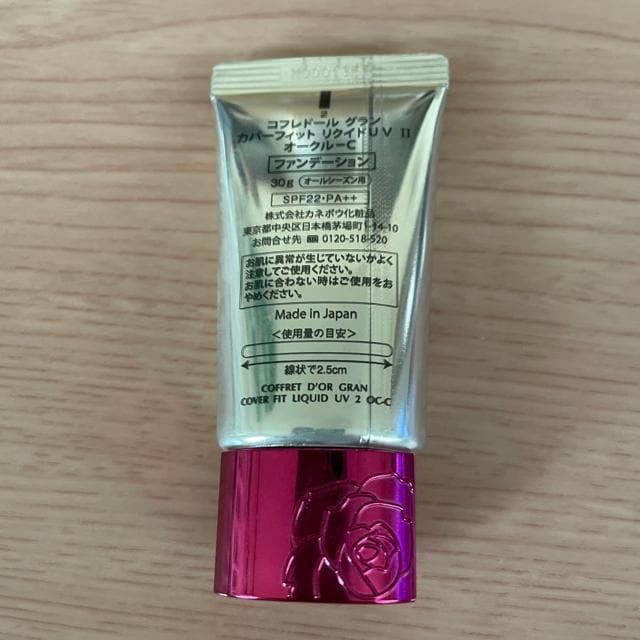 2
コフレドール グラン
カバーフィット リクイドUV II
オークルーC
ファンデーション
30g オールシーズン用
SPF22・PA++
株式会社カネボウ化粧品
東京都中央区日本橋茅場町1-14-10
お問合せ先 0120-518-520
お肌に異常が生じていないかよく
注意してご使用ください。
お肌に合わない時はご使用をお
やめください。
Made in Japan
<使用量の目安>
線状で2.5cm
COFFRET D'OR GRAN
COVER FIT LIQUID UV 2 OC-C